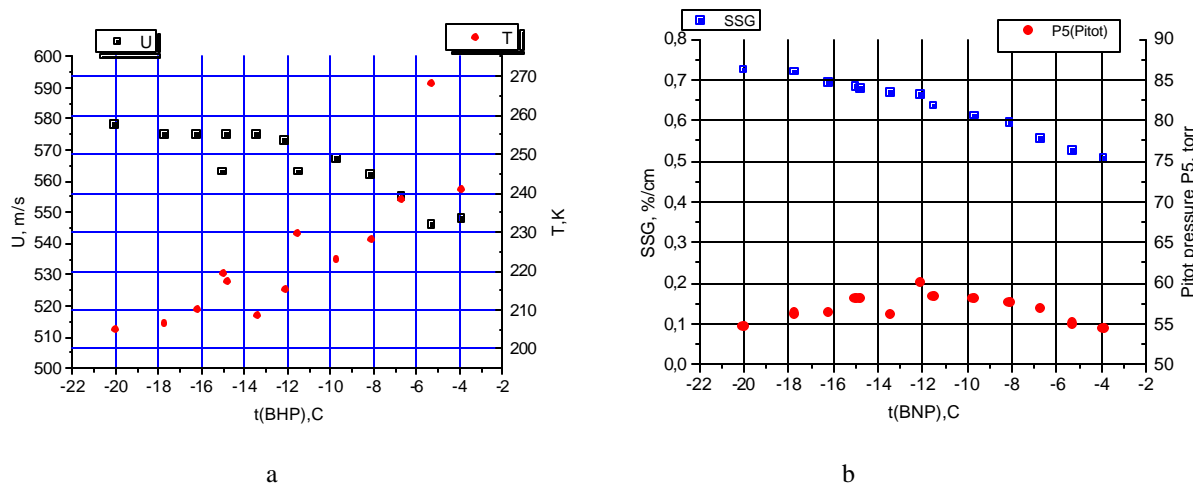 U
T
600
590
580
570
560
550
540
530
520
510
500
U, m/s
270
260
250
240
230
220
210
200
T,K
-22 -20 -18 -16 -14 -12 -10 -8 -6 -4 -2
t(BHP),C
a
SSG
P5(Pitot)
0,8
0,7
0,6
0,5
0,4
0,3
0,2
0,1
0,0
SSG, %/cm
90
85
80
75
70
65
60
55
50
Pitot pressure P5, torr
-22 -20 -18 -16 -14 -12 -10 -8 -6 -4 -2
t(BNP),C
b